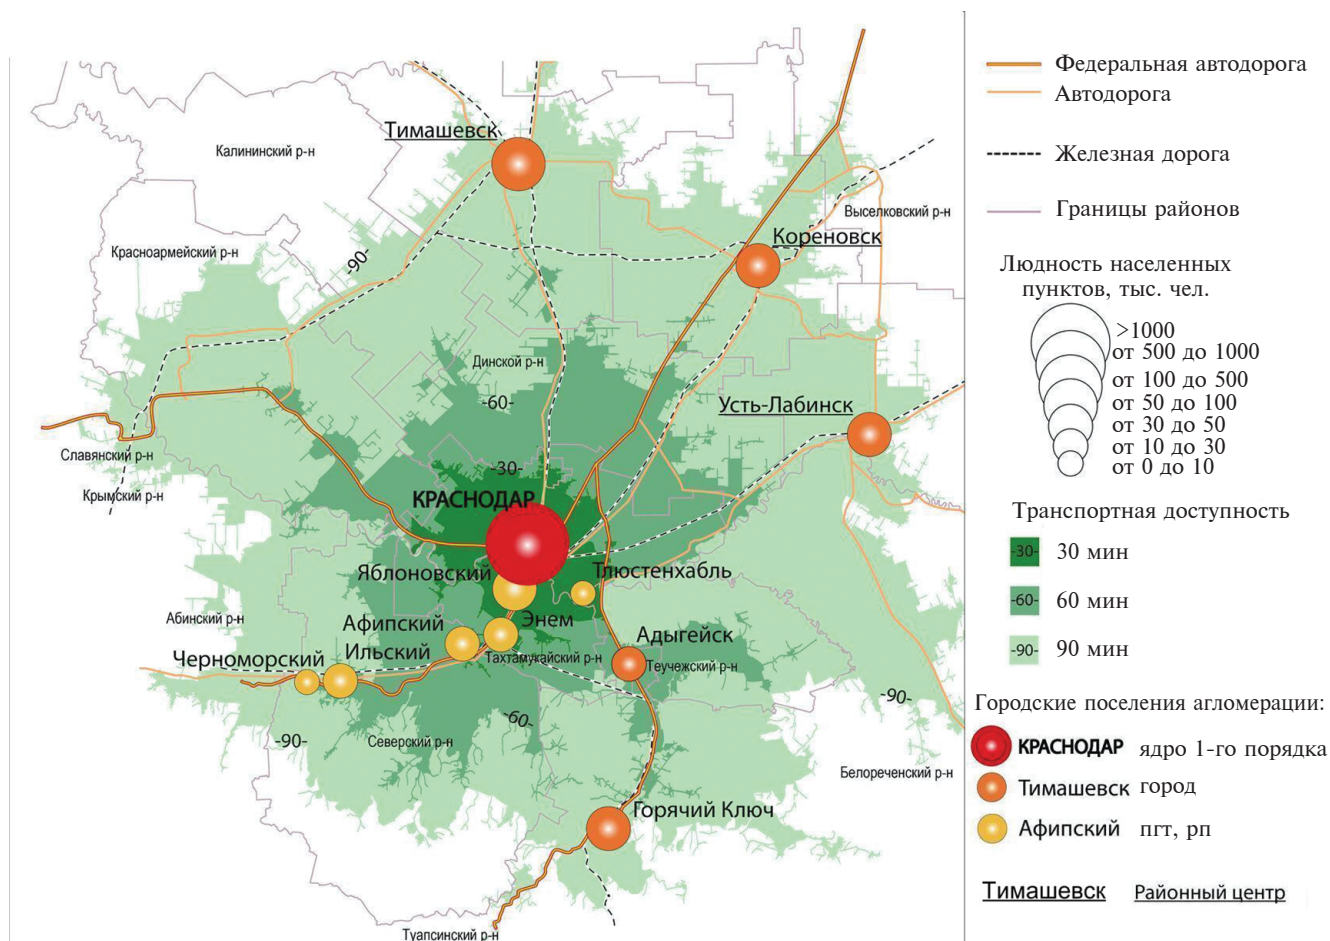 Тимашевск
Калининский р-н
Выселковский р-н
Кореновск
Красноармейский р-н
-90-
Динской р-н
-60-
Усть-Лабинск
Славянский р-н
-30-
Крымский р-н
КРАСНОДАР
Яблоновский
Тлюстенхабль
Абинский р-н
Афипский
Энем
Адыгейск
Черноморский
Ильский
Тахтамукайский р-н
Теучежский р-н
-90-
-60-
-90-
Северский р-н
Белореченский р-н
Горячий Ключ
Туапсинский р-н
Федеральная автодорога
Автодорога
Железная дорога
Границы районов
Людность населенных
пунктов, тыс. чел.
>1000
от 500 до 1000
от 100 до 500
от 50 до 100
от 30 до 50
от 10 до 30
от 0 до 10
Транспортная доступность
-30- 30 мин
-60- 60 мин
-90- 90 мин
Городские поселения агломерации:
КРАСНОДАР ядро 1-го порядка
Тимашевск город
Афипский пгт, рп
Тимашевск Районный центр